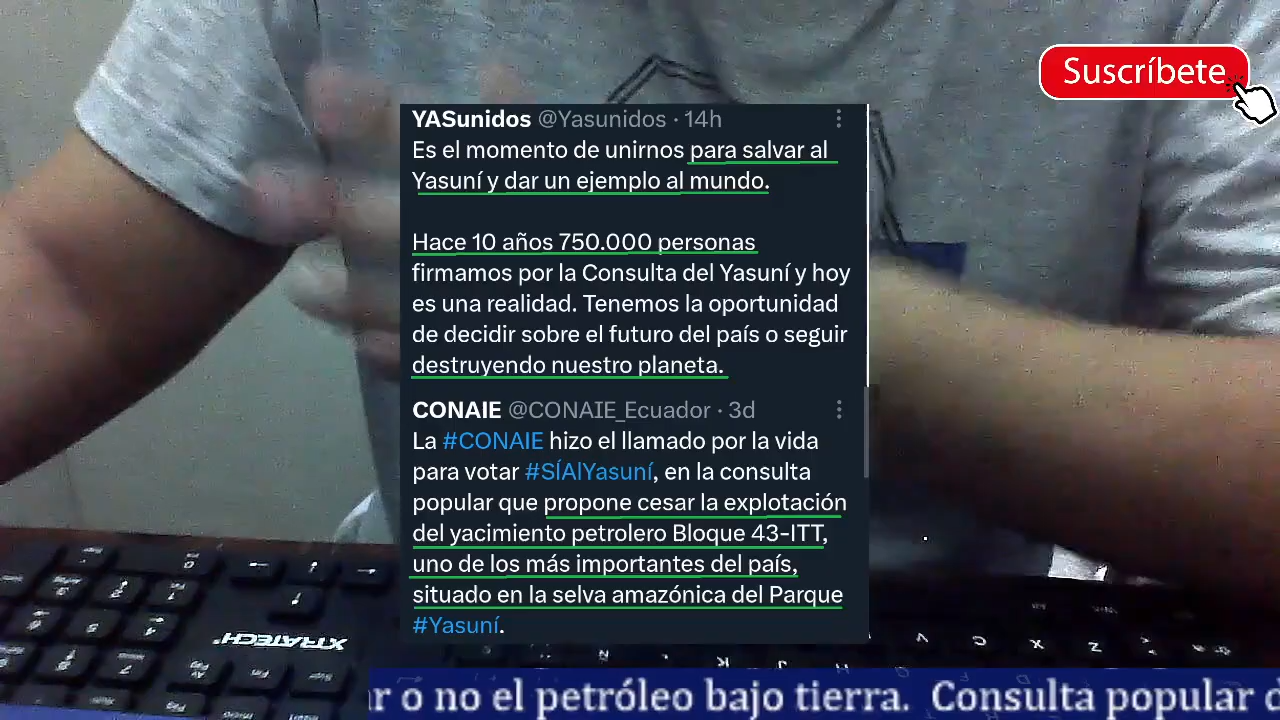 Suscríbete
YASunidos @Yasunidos · 14h
Es el momento de unirnos para salvar al
Yasuní y dar un ejemplo al mundo.
Hace 10 años 750.000 personas
firmamos por la Consulta del Yasuní y hoy
es una realidad. Tenemos la oportunidad
de decidir sobre el futuro del país o seguir
destruyendo nuestro planeta.
CONAIE @CONAIE_Ecuador · 3d
La #CONAIE hizo el llamado por la vida
para votar #SÍAlYasuní, en la consulta
popular que propone cesar la explotación
del yacimiento petrolero Bloque 43-ITT,
uno de los más importantes del país,
situado en la selva amazónica del Parque
#Yasuní.
XTRATECH
o no el petróleo bajo tierra. Consulta popular